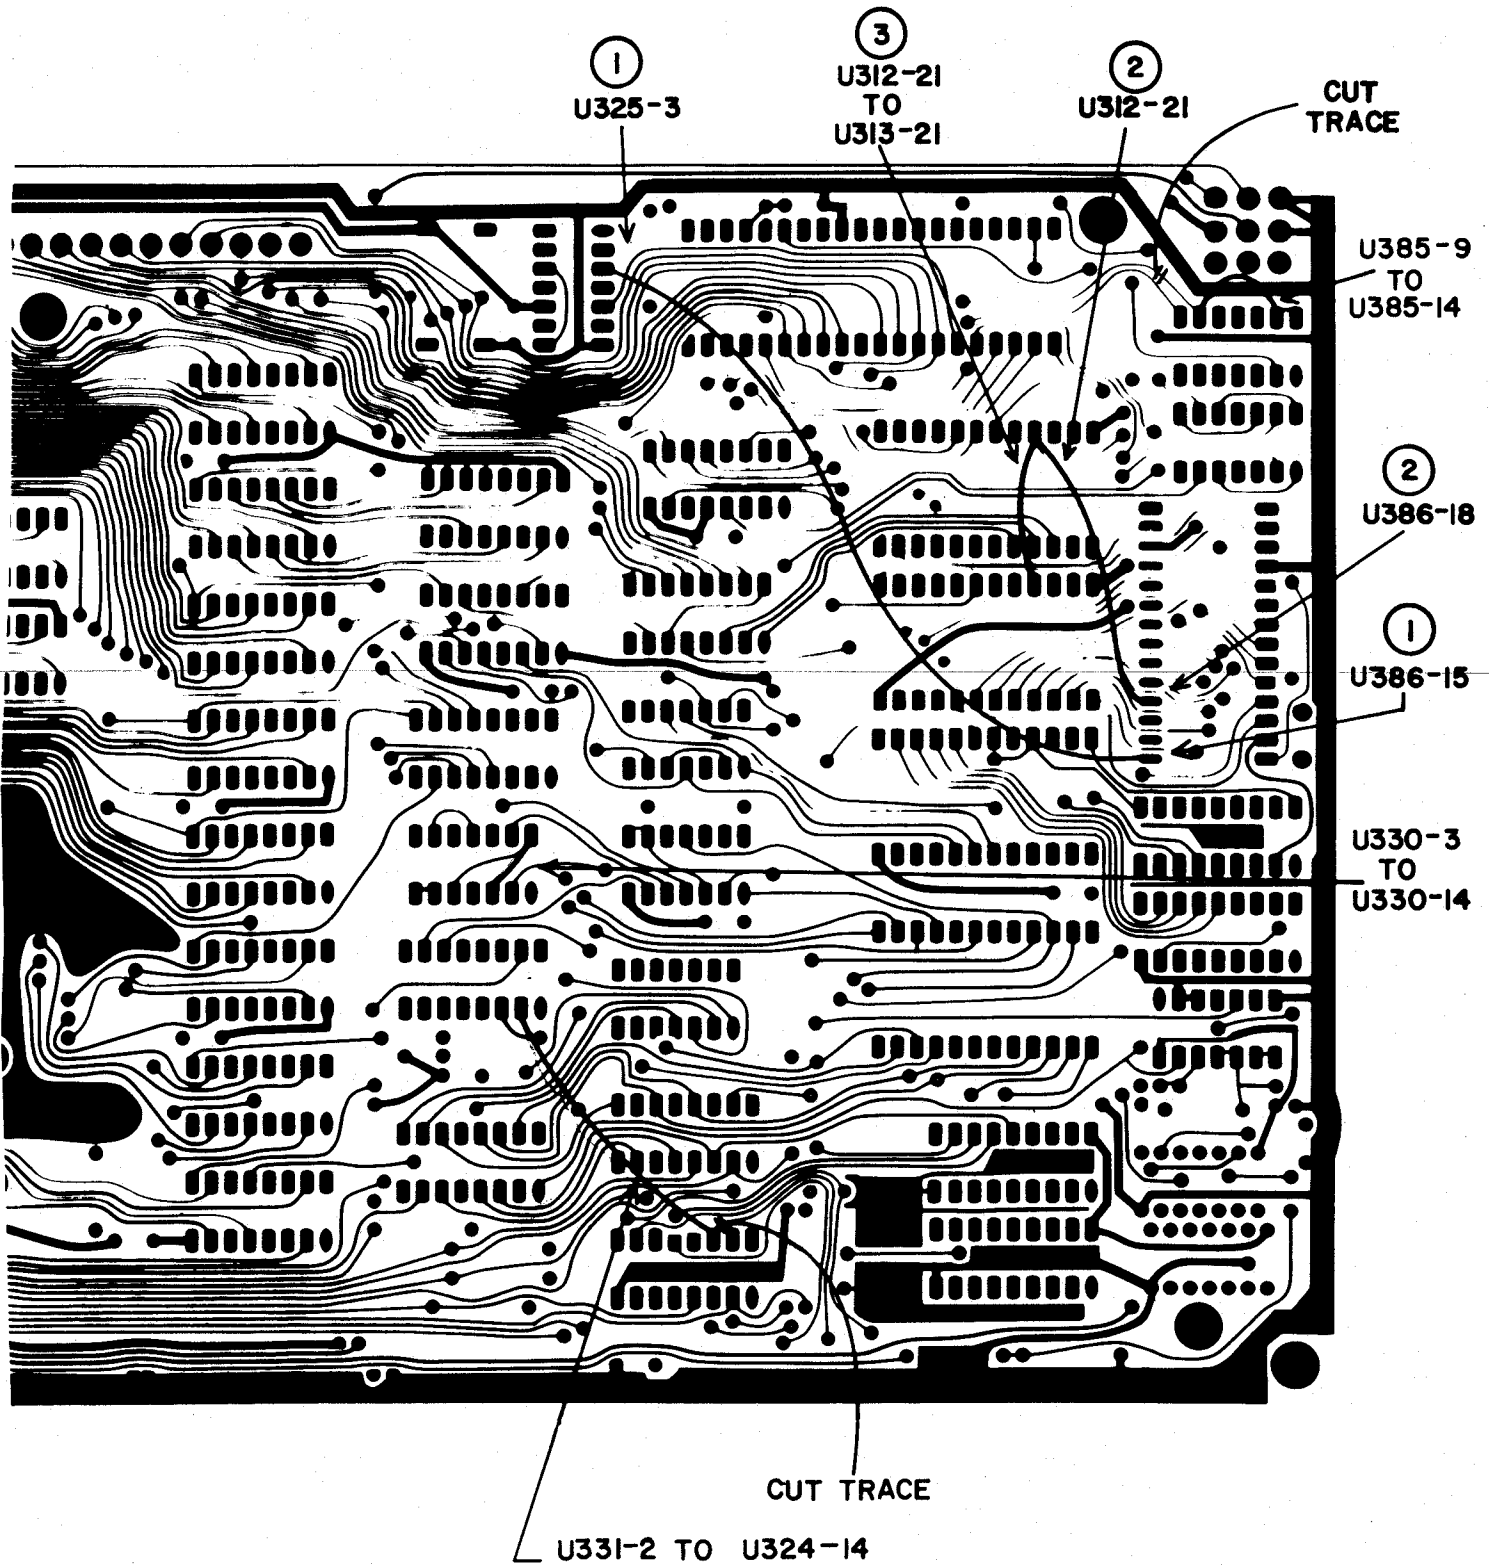 1
U325-3
3
U312-21
TO
U313-21
2
U312-21
CUT
TRACE
U385-9
TO
U385-14
2
U386-18
1
U386-15
U330-3
TO
U330-14
CUT TRACE
U331-2 TO U324-14